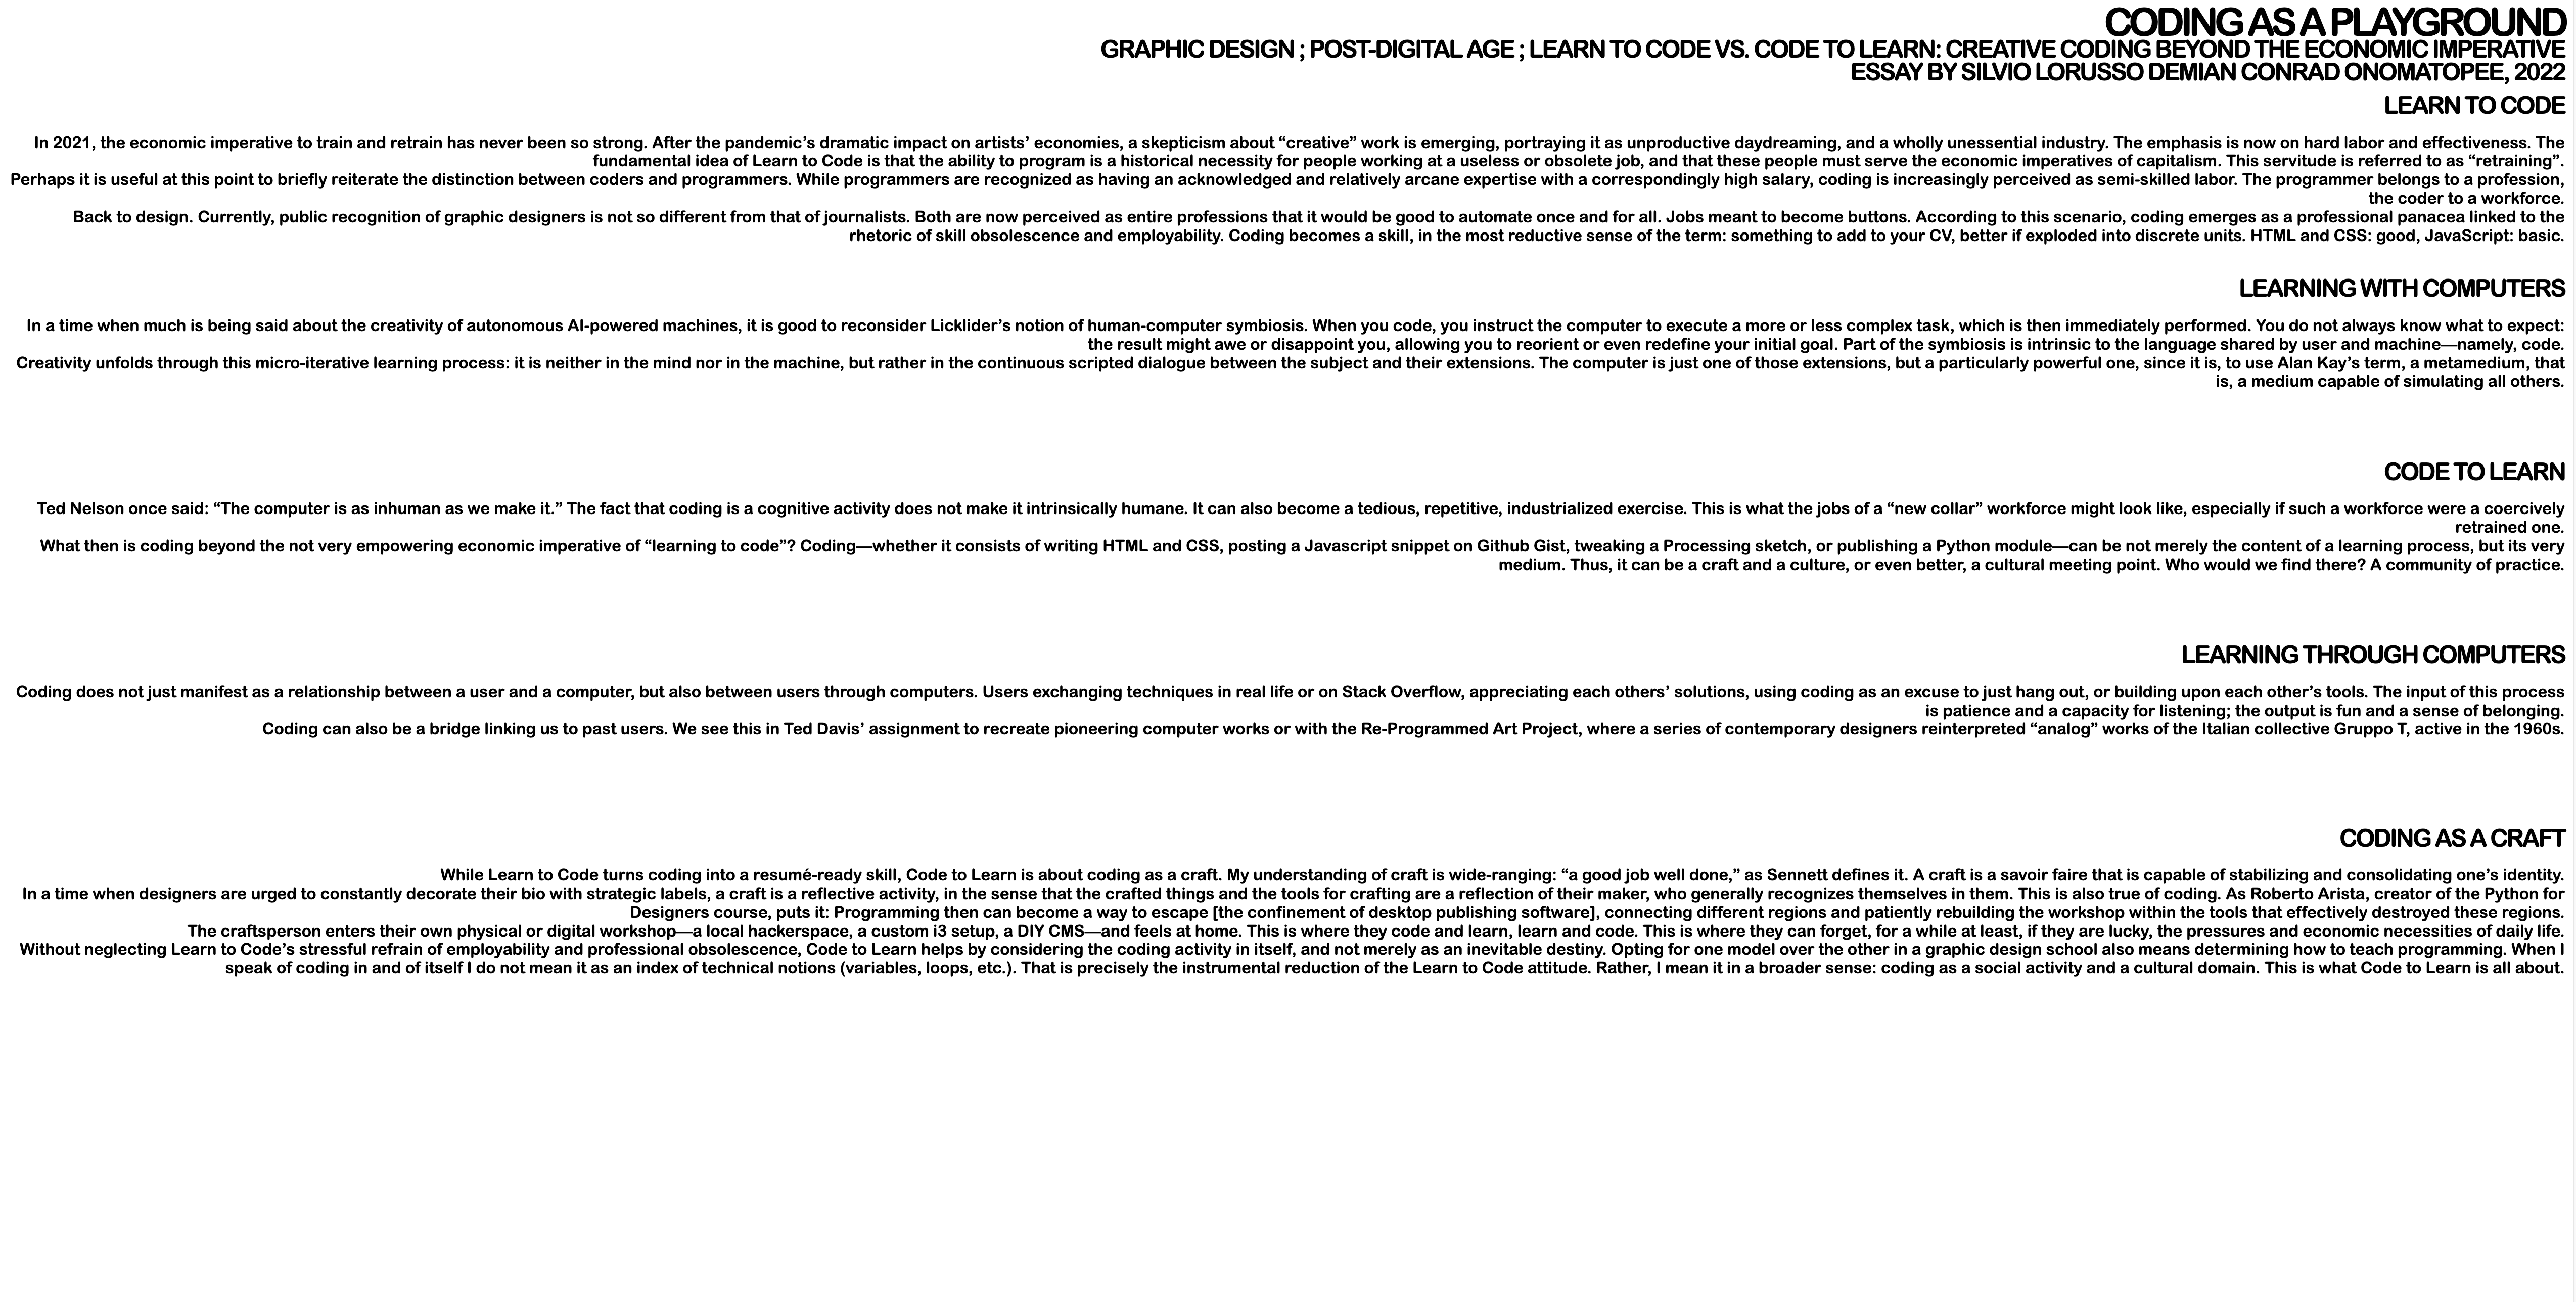 CODING AS A PLAYGROUND
GRAPHIC DESIGN ; POST-DIGITAL AGE ; LEARN TO CODE VS. CODE TO LEARN: CREATIVE CODING BEYOND THE ECONOMIC IMPERATIVE
ESSAY BY SILVIO LORUSSO DEMIAN CONRAD ONOMATOPEE, 2022
LEARN TO CODE
In 2021, the economic imperative to train and retrain has never been so strong. After the pandemic’s dramatic impact on artists’ economies, a skepticism about “creative” work is emerging, portraying it as unproductive daydreaming, and a wholly unessential industry. The emphasis is now on hard labor and effectiveness. The
fundamental idea of Learn to Code is that the ability to program is a historical necessity for people working at a useless or obsolete job, and that these people must serve the economic imperatives of capitalism. This servitude is referred to as “retraining”.
Perhaps it is useful at this point to briefly reiterate the distinction between coders and programmers. While programmers are recognized as having an acknowledged and relatively arcane expertise with a correspondingly high salary, coding is increasingly perceived as semi-skilled labor. The programmer belongs to a profession,
the coder to a workforce.
Back to design. Currently, public recognition of graphic designers is not so different from that of journalists. Both are now perceived as entire professions that it would be good to automate once and for all. Jobs meant to become buttons. According to this scenario, coding emerges as a professional panacea linked to the
rhetoric of skill obsolescence and employability. Coding becomes a skill, in the most reductive sense of the term: something to add to your CV, better if exploded into discrete units. HTML and CSS: good, JavaScript: basic.
LEARNING WITH COMPUTERS
In a time when much is being said about the creativity of autonomous AI-powered machines, it is good to reconsider Licklider’s notion of human-computer symbiosis. When you code, you instruct the computer to execute a more or less complex task, which is then immediately performed. You do not always know what to expect:
the result might awe or disappoint you, allowing you to reorient or even redefine your initial goal. Part of the symbiosis is intrinsic to the language shared by user and machine—namely, code.
Creativity unfolds through this micro-iterative learning process: it is neither in the mind nor in the machine, but rather in the continuous scripted dialogue between the subject and their extensions. The computer is just one of those extensions, but a particularly powerful one, since it is, to use Alan Kay’s term, a metamedium, that
is, a medium capable of simulating all others.
CODE TO LEARN
Ted Nelson once said: “The computer is as inhuman as we make it.” The fact that coding is a cognitive activity does not make it intrinsically humane. It can also become a tedious, repetitive, industrialized exercise. This is what the jobs of a “new collar” workforce might look like, especially if such a workforce were a coercively
retrained one.
What then is coding beyond the not very empowering economic imperative of “learning to code”? Coding—whether it consists of writing HTML and CSS, posting a Javascript snippet on Github Gist, tweaking a Processing sketch, or publishing a Python module—can be not merely the content of a learning process, but its very
medium. Thus, it can be a craft and a culture, or even better, a cultural meeting point. Who would we find there? A community of practice.
LEARNING THROUGH COMPUTERS
Coding does not just manifest as a relationship between a user and a computer, but also between users through computers. Users exchanging techniques in real life or on Stack Overflow, appreciating each others’ solutions, using coding as an excuse to just hang out, or building upon each other’s tools. The input of this process
is patience and a capacity for listening; the output is fun and a sense of belonging.
Coding can also be a bridge linking us to past users. We see this in Ted Davis’ assignment to recreate pioneering computer works or with the Re-Programmed Art Project, where a series of contemporary designers reinterpreted “analog” works of the Italian collective Gruppo T, active in the 1960s.
CODING AS A CRAFT
While Learn to Code turns coding into a resumé-ready skill, Code to Learn is about coding as a craft. My understanding of craft is wide-ranging: “a good job well done,” as Sennett defines it. A craft is a savoir faire that is capable of stabilizing and consolidating one’s identity.
In a time when designers are urged to constantly decorate their bio with strategic labels, a craft is a reflective activity, in the sense that the crafted things and the tools for crafting are a reflection of their maker, who generally recognizes themselves in them. This is also true of coding. As Roberto Arista, creator of the Python for
Designers course, puts it: Programming then can become a way to escape [the confinement of desktop publishing software], connecting different regions and patiently rebuilding the workshop within the tools that effectively destroyed these regions.
The craftsperson enters their own physical or digital workshop—a local hackerspace, a custom i3 setup, a DIY CMS—and feels at home. This is where they code and learn, learn and code. This is where they can forget, for a while at least, if they are lucky, the pressures and economic necessities of daily life.
Without neglecting Learn to Code’s stressful refrain of employability and professional obsolescence, Code to Learn helps by considering the coding activity in itself, and not merely as an inevitable destiny. Opting for one model over the other in a graphic design school also means determining how to teach programming. When I
speak of coding in and of itself I do not mean it as an index of technical notions (variables, loops, etc.). That is precisely the instrumental reduction of the Learn to Code attitude. Rather, I mean it in a broader sense: coding as a social activity and a cultural domain. This is what Code to Learn is all about.